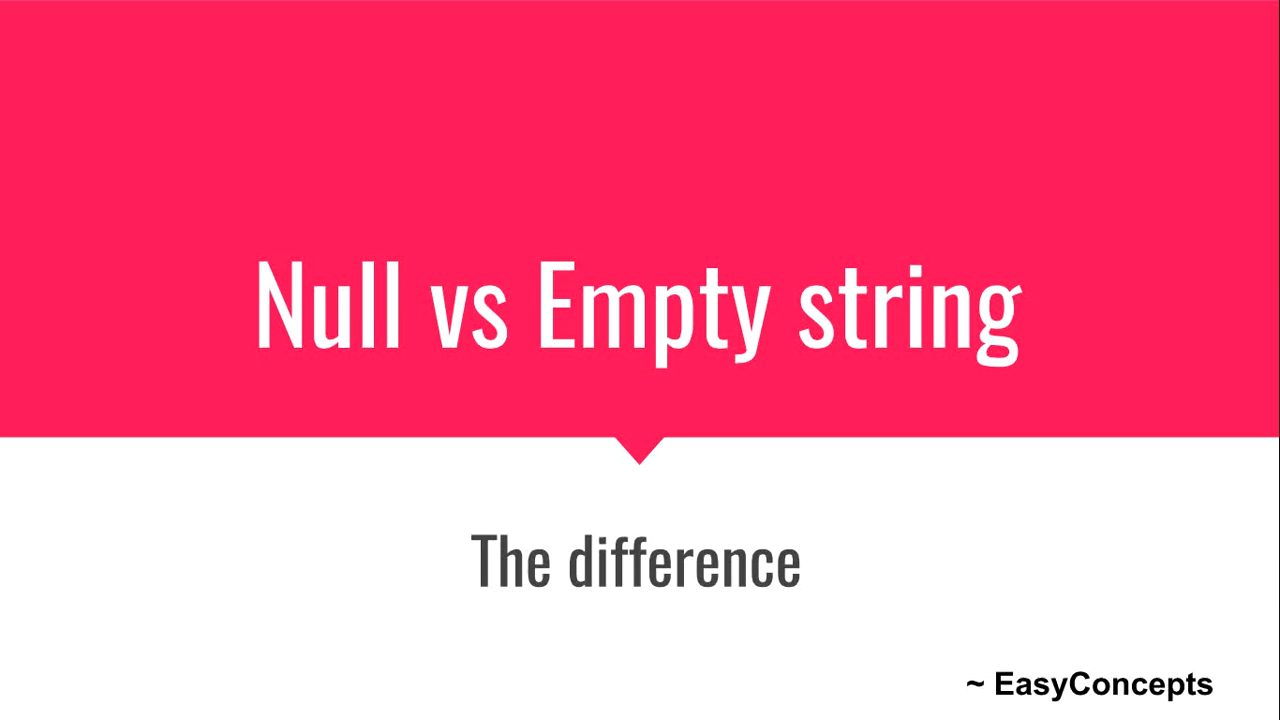 Null vs Empty string
The difference
~ EasyConcepts